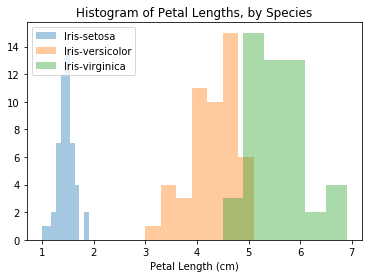 Histogram of Petal Lengths, by Species
Iris-setosa
Iris-versicolor
Iris-virginica
14
12
10
8
6
4
2
0
1 2 3 4 5 6 7
Petal Length (cm)